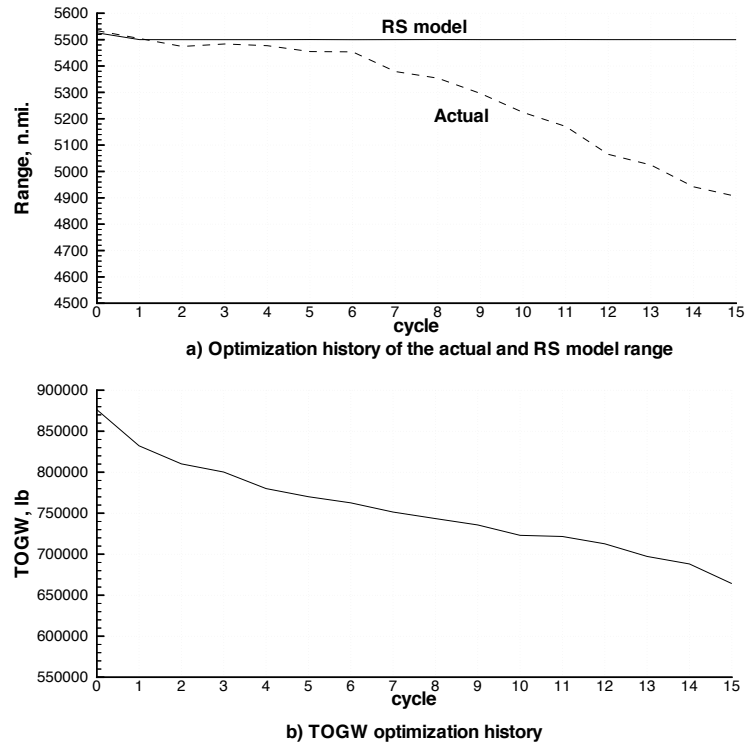 5600
5500
5400
5300
5200
5100
5000
4900
4800
4700
4600
4500
Range, n.mi.
RS model
Actual
0 1 2 3 4 5 6 7 8 9 10 11 12 13 14 15
cycle
a) Optimization history of the actual and RS model range
900000
850000
800000
750000
700000
650000
600000
550000
TOGW, lb
0 1 2 3 4 5 6 7 8 9 10 11 12 13 14 15
cycle
b) TOGW optimization history